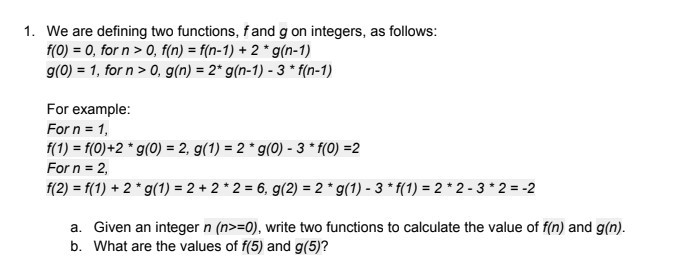 1. We are defining two functions, f and g on integers, as follows:
f(0) = 0, for n > 0, f(n) = f(n-1) + 2 * g(n-1)
g(0) = 1, for n > 0, g(n) = 2* g(n-1) - 3 * f(n-1)
For example:
For n = 1,
f(1) = f(0)+2 * g(0) = 2, g(1) = 2 * g(0) - 3 * f(0) =2
For n = 2,
f(2) = f(1) + 2 * g(1) = 2 + 2 * 2 = 6, g(2) = 2 * g(1) - 3 * f(1) = 2 * 2 - 3 * 2 = -2
a. Given an integer n (n>=0), write two functions to calculate the value of f(n) and g(n).
b. What are the values of f(5) and g(5)?